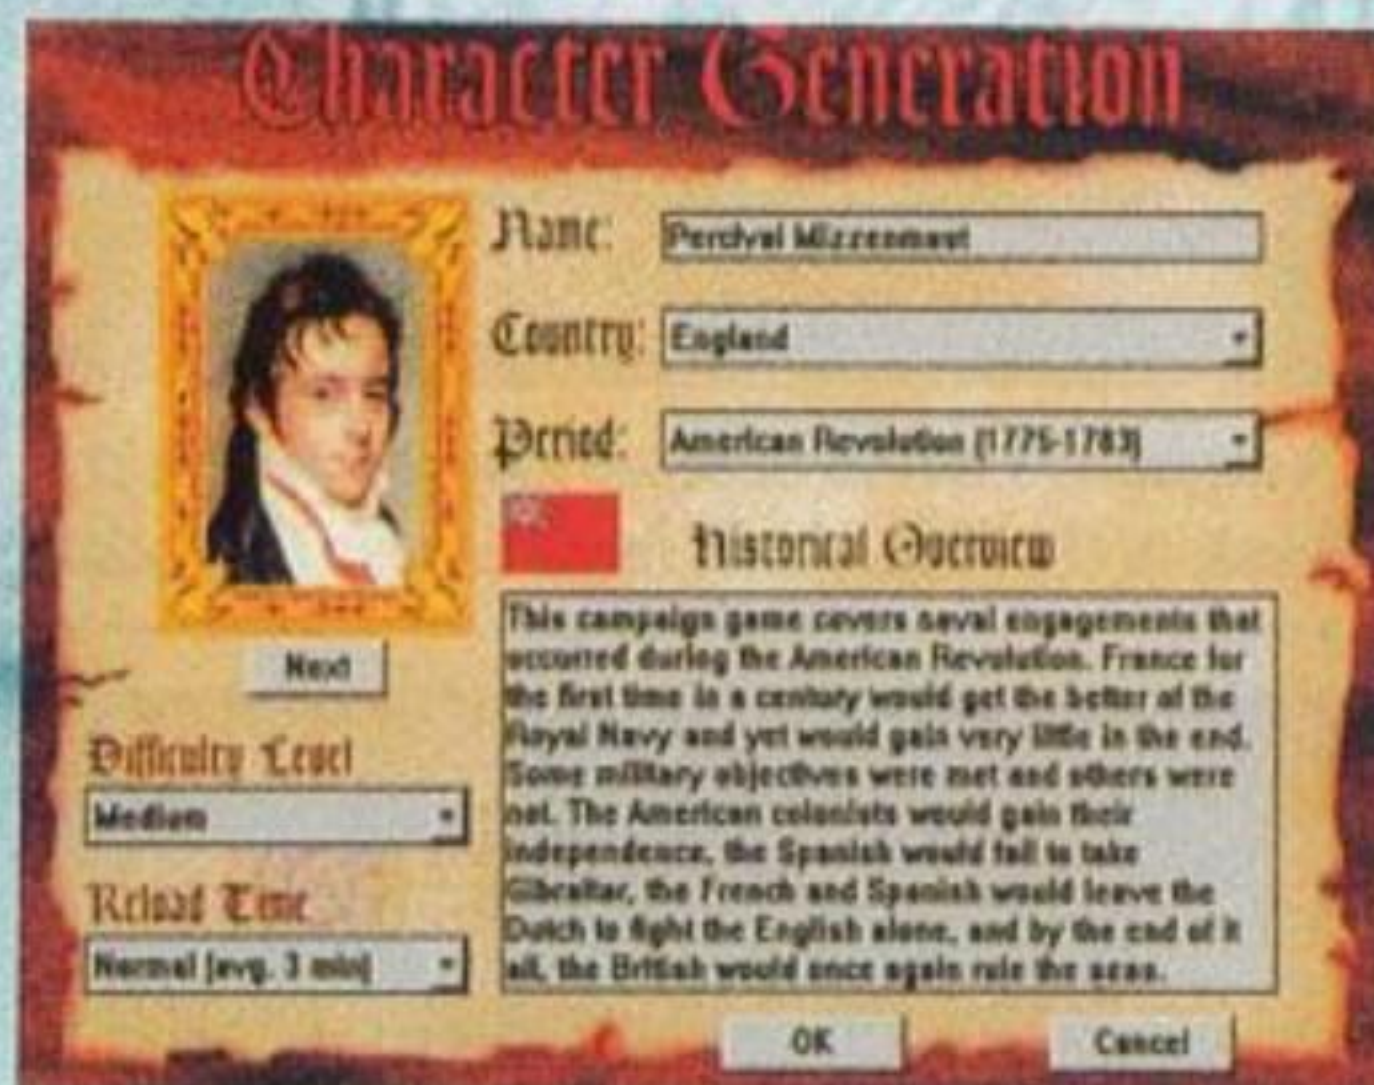 Character Generation
Name: Percival Mizzenmast
Country: England
Period: American Revolution (1775-1783)
Historical Overview
This campaign game covers naval engagements that
occurred during the American Revolution. France for
the first time in a century would get the better of the
Royal Navy and yet would gain very little in the end.
Some military objectives were met and others were
not. The American colonists would gain their
independence, the Spanish would fail to take
Gibraltar, the French and Spanish would leave the
Dutch to fight the English alone, and by the end of it
all, the British would once again rule the seas.
Next
Difficulty Level
Medium
Reload Time
Normal (avg. 3 min)
OK Cancel